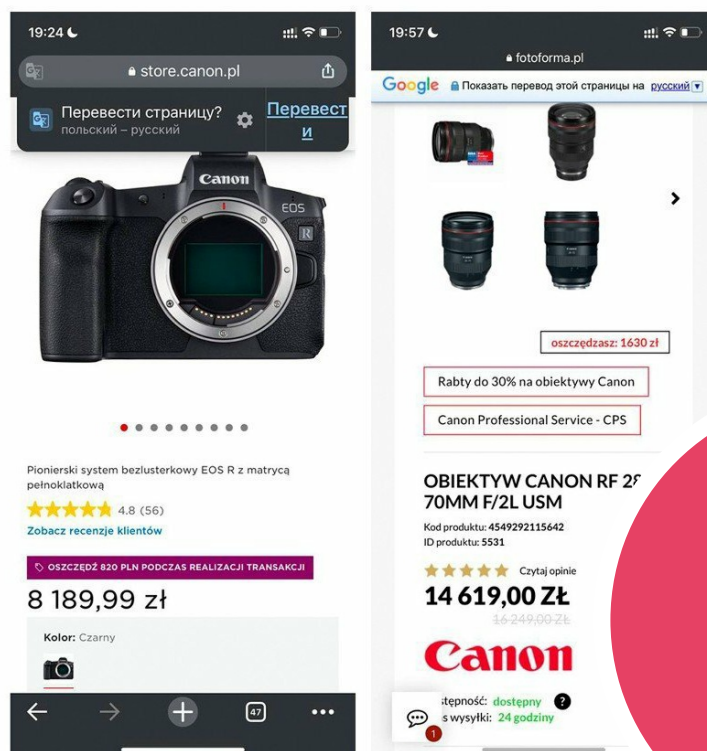 19:24
store.canon.pl
Перевести страницу?
польский – русский
Перевест
и
Canon
EOS
R
Pionierski system bezlusterkowy EOS R z matrycą
pełnoklatkową
4.8 (56)
Zobacz recenzje klientów
OSZCZĘDŹ 820 PLN PODCZAS REALIZACJI TRANSAKCJI
8 189,99 zł
Kolor: Czarny
47
19:57
fotoforma.pl
Google Показать перевод этой страницы на русский
oszczędzasz: 1630 zł
Rabty do 30% na obiektywy Canon
Canon Professional Service - CPS
OBIEKTYW CANON RF 28
70MM F/2L USM
Kod produktu: 4549292115642
ID produktu: 5531
Czytaj opinie
14 619,00 ZŁ
16 249,00 ZŁ
Canon
stępność: dostępny ?
s wysyłki: 24 godziny
1